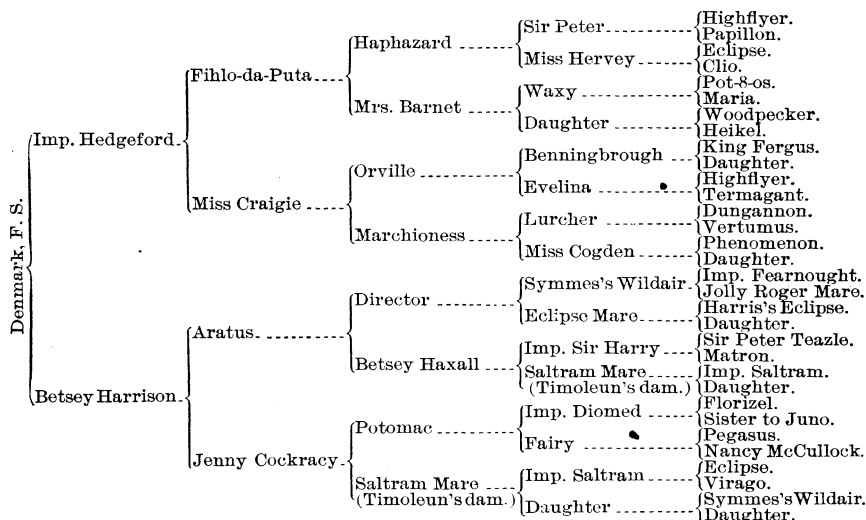 Denmark, F. S.
Imp. Hedgeford
Betsey Harrison
Fihlo-da-Puta
Miss Craigie
Aratus
Jenny Cockracy
Haphazard
Mrs. Barnet
Orville
Marchioness
Director
Betsey Haxall
Potomac
Saltram Mare
(Timoleun's dam.)
Sir Peter
Miss Hervey
Waxy
Daughter
Benningbrough
Evelina
Lurcher
Miss Cogden
Symmes's Wildair
Eclipse Mare
Imp. Sir Harry
Saltram Mare
(Timoleun's dam.)
Imp. Diomed
Fairy
Imp. Saltram
Daughter
Highflyer.
Papillon.
Eclipse.
Clio.
Pot-8-os.
Maria.
Woodpecker.
Heikel.
King Fergus.
Daughter.
Highflyer.
Termagant.
Dungannon.
Vertumus.
Phenomenon.
Daughter.
Imp. Fearnought.
Jolly Roger Mare.
Harris's Eclipse.
Daughter.
Sir Peter Teazle.
Matron.
Imp. Saltram.
Daughter.
Florizel.
Sister to Juno.
Pegasus.
Nancy McCullock.
Eclipse.
Virago.
Symmes's Wildair.
Daughter.